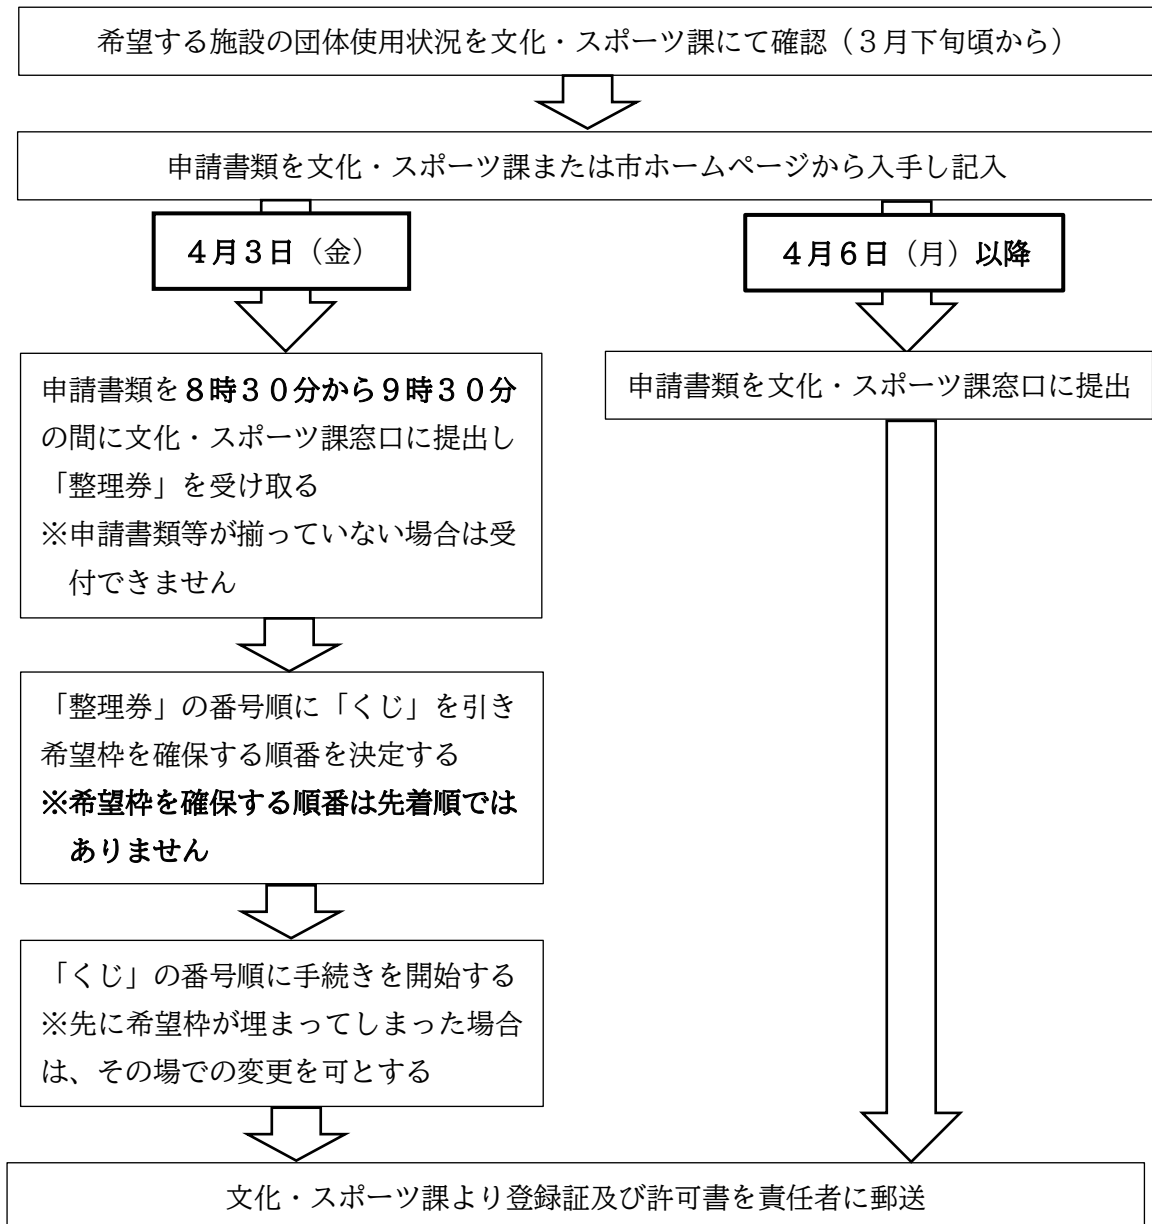 希望する施設の団体使用状況を文化・スポーツ課にて確認（３月下旬頃から）
申請書類を文化・スポーツ課または市ホームページから入手し記入
４月３日（金）
申請書類を８時３０分から９時３０分
の間に文化・スポーツ課窓口に提出し
「整理券」を受け取る
※申請書類等が揃っていない場合は受
付できません
「整理券」の番号順に「くじ」を引き
希望枠を確保する順番を決定する
※希望枠を確保する順番は先着順では
ありません
「くじ」の番号順に手続きを開始する
※先に希望枠が埋まってしまった場合
は、その場での変更を可とする
４月６日（月）以降
申請書類を文化・スポーツ課窓口に提出
文化・スポーツ課より登録証及び許可書を責任者に郵送